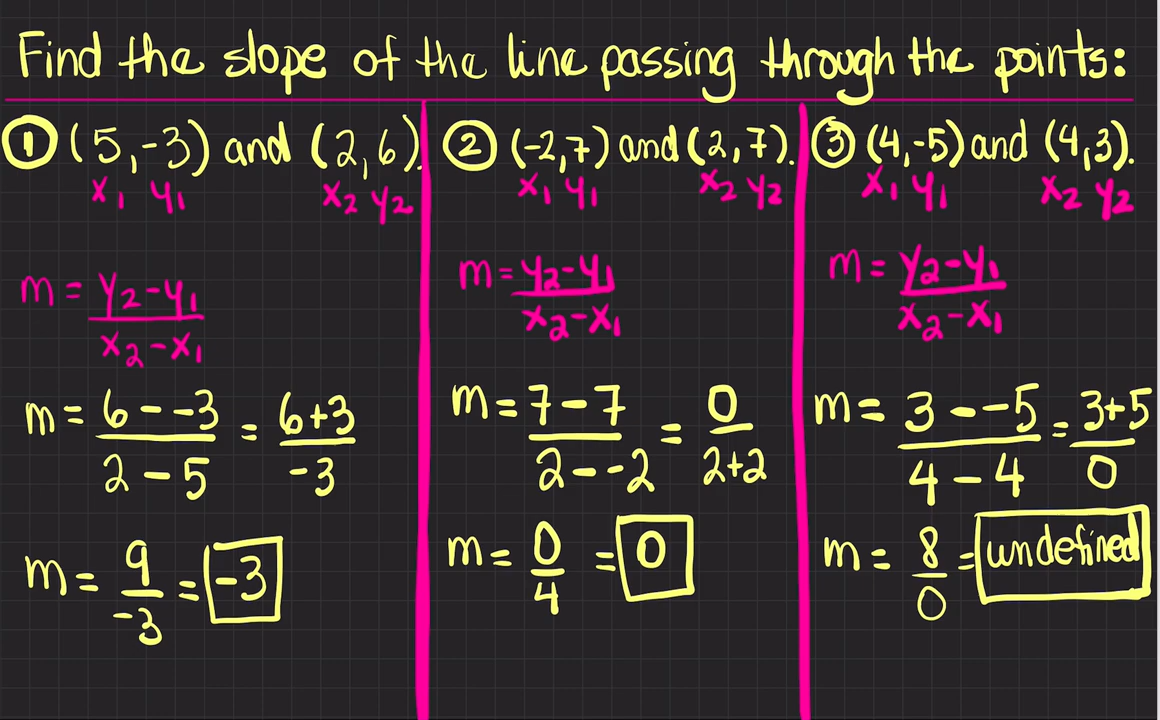 Find the slope of the line passing through the points:
① (5,-3) and (2,6).
x₁ y₁ x₂ y₂
m = y₂-y₁
x₂-x₁
m = 6--3 = 6+3
2-5 -3
m = 9 = -3
-3
② (-2,7) and (2,7).
x₁ y₁ x₂ y₂
m = y₂-y₁
x₂-x₁
m = 7-7 = 0
2--2 2+2
m = 0 = 0
4
③ (4,-5) and (4,3).
x₁ y₁ x₂ y₂
m = y₂-y₁
x₂-x₁
m = 3--5 = 3+5
4-4 0
m = 8 = undefined
0